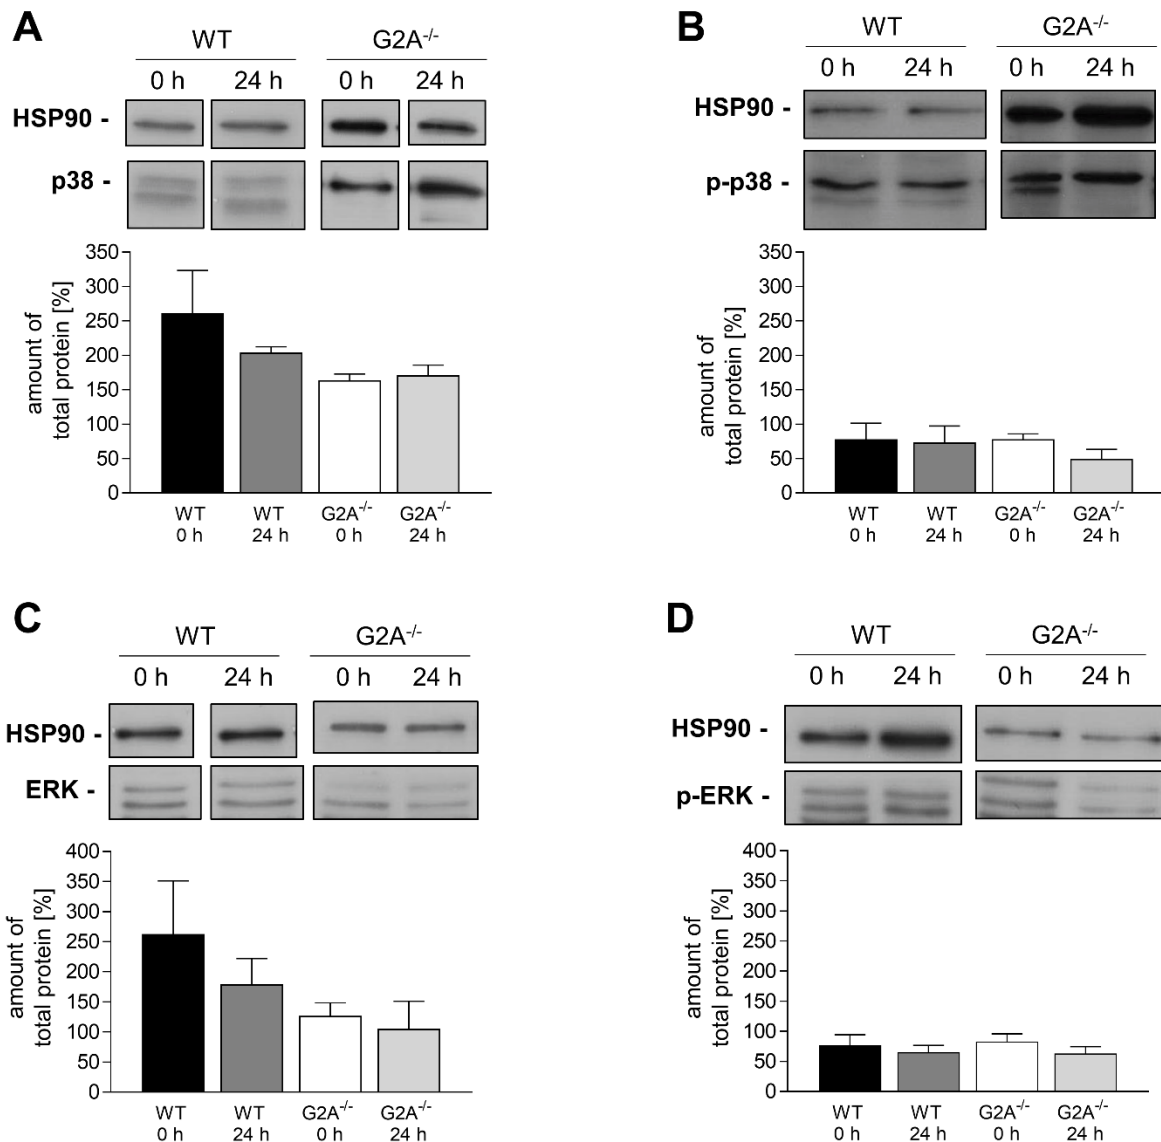 A
WT G2A-/-
0 h 24 h 0 h 24 h
HSP90 -
p38 -
amount of
total protein [%]
350
300
250
200
150
100
50
0
WT WT G2A-/- G2A-/-
0 h 24 h 0 h 24 h
B
WT G2A-/-
0 h 24 h 0 h 24 h
HSP90 -
p-p38 -
amount of
total protein [%]
350
300
250
200
150
100
50
0
WT WT G2A-/- G2A-/-
0 h 24 h 0 h 24 h
C
WT G2A-/-
0 h 24 h 0 h 24 h
HSP90 -
ERK -
amount of
total protein [%]
400
350
300
250
200
150
100
50
0
WT WT G2A-/- G2A-/-
0 h 24 h 0 h 24 h
D
WT G2A-/-
0 h 24 h 0 h 24 h
HSP90 -
p-ERK -
amount of
total protein [%]
400
350
300
250
200
150
100
50
0
WT WT G2A-/- G2A-/-
0 h 24 h 0 h 24 h